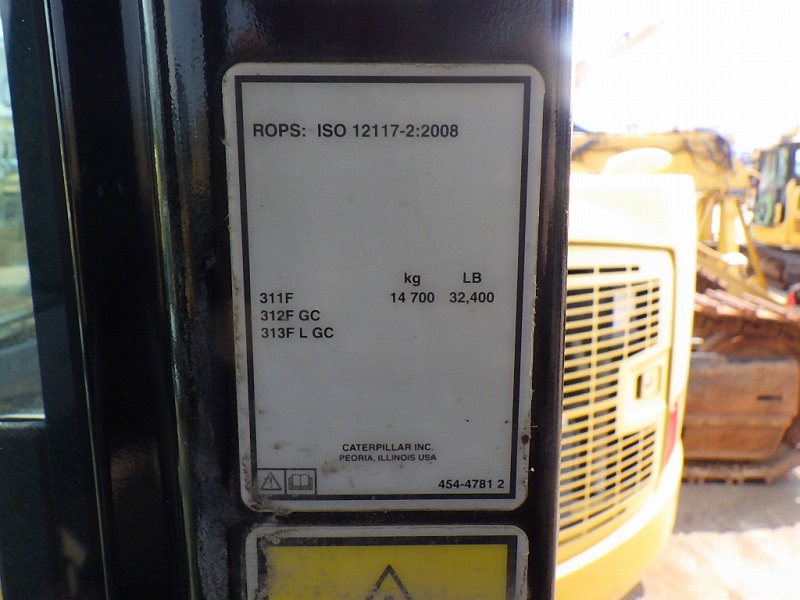 ROPS: ISO 12117-2:2008
kg LB
311F 14 700 32,400
312F GC
313F L GC
CATERPILLAR INC.
PEORIA, ILLINOIS USA
454-4781 2